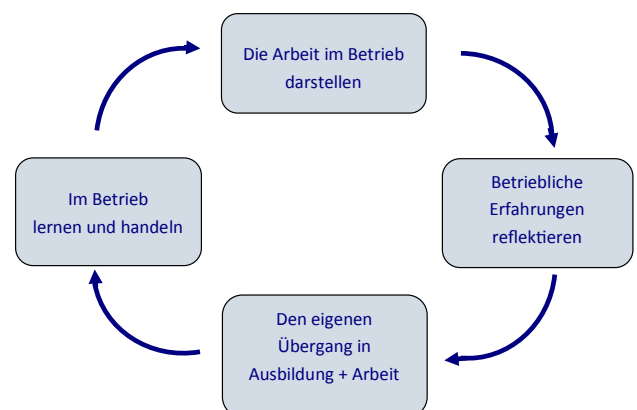 Die Arbeit im Betrieb
darstellen
Betriebliche
Erfahrungen
reflektieren
Den eigenen
Übergang in
Ausbildung + Arbeit
Im Betrieb
lernen und handeln